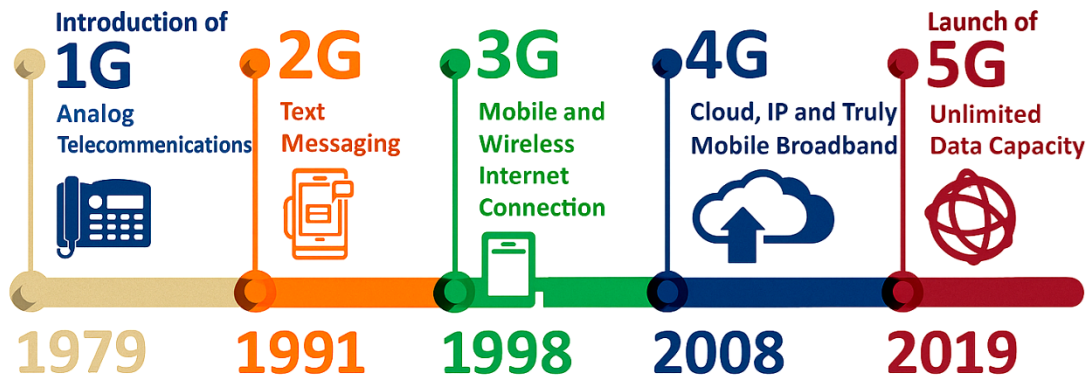 Introduction of
1G
Analog
Telecommenications
2G
Text
Messaging
3G
Mobile and
Wireless
Internet
Connection
4G
Cloud, IP and Truly
Mobile Broadband
Launch of
5G
Unlimited
Data Capacity
1979
1991
1998
2008
2019